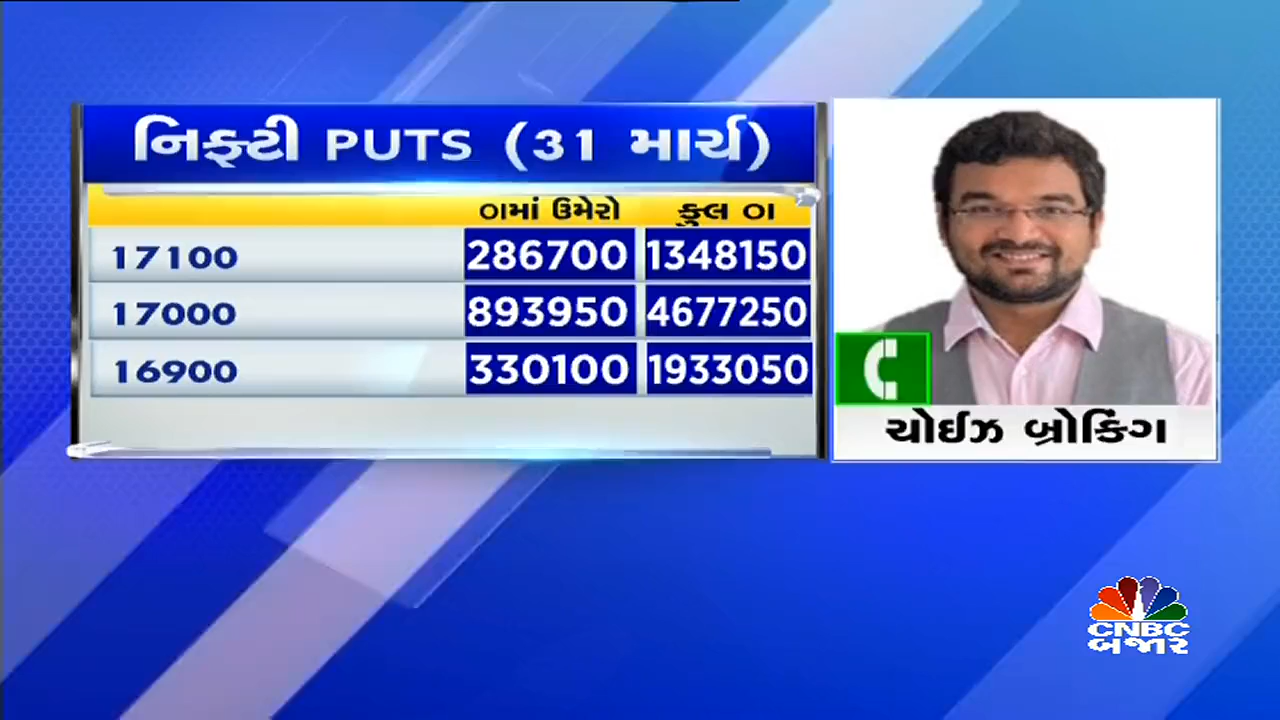 નિફ્ટી PUTS (31 માર્ચ)
OIમાં ઉમેરો કુલ OI
17100 286700 1348150
17000 893950 4677250
16900 330100 1933050
ચોઈઝ બ્રોકિંગ
CNBC
બજાર